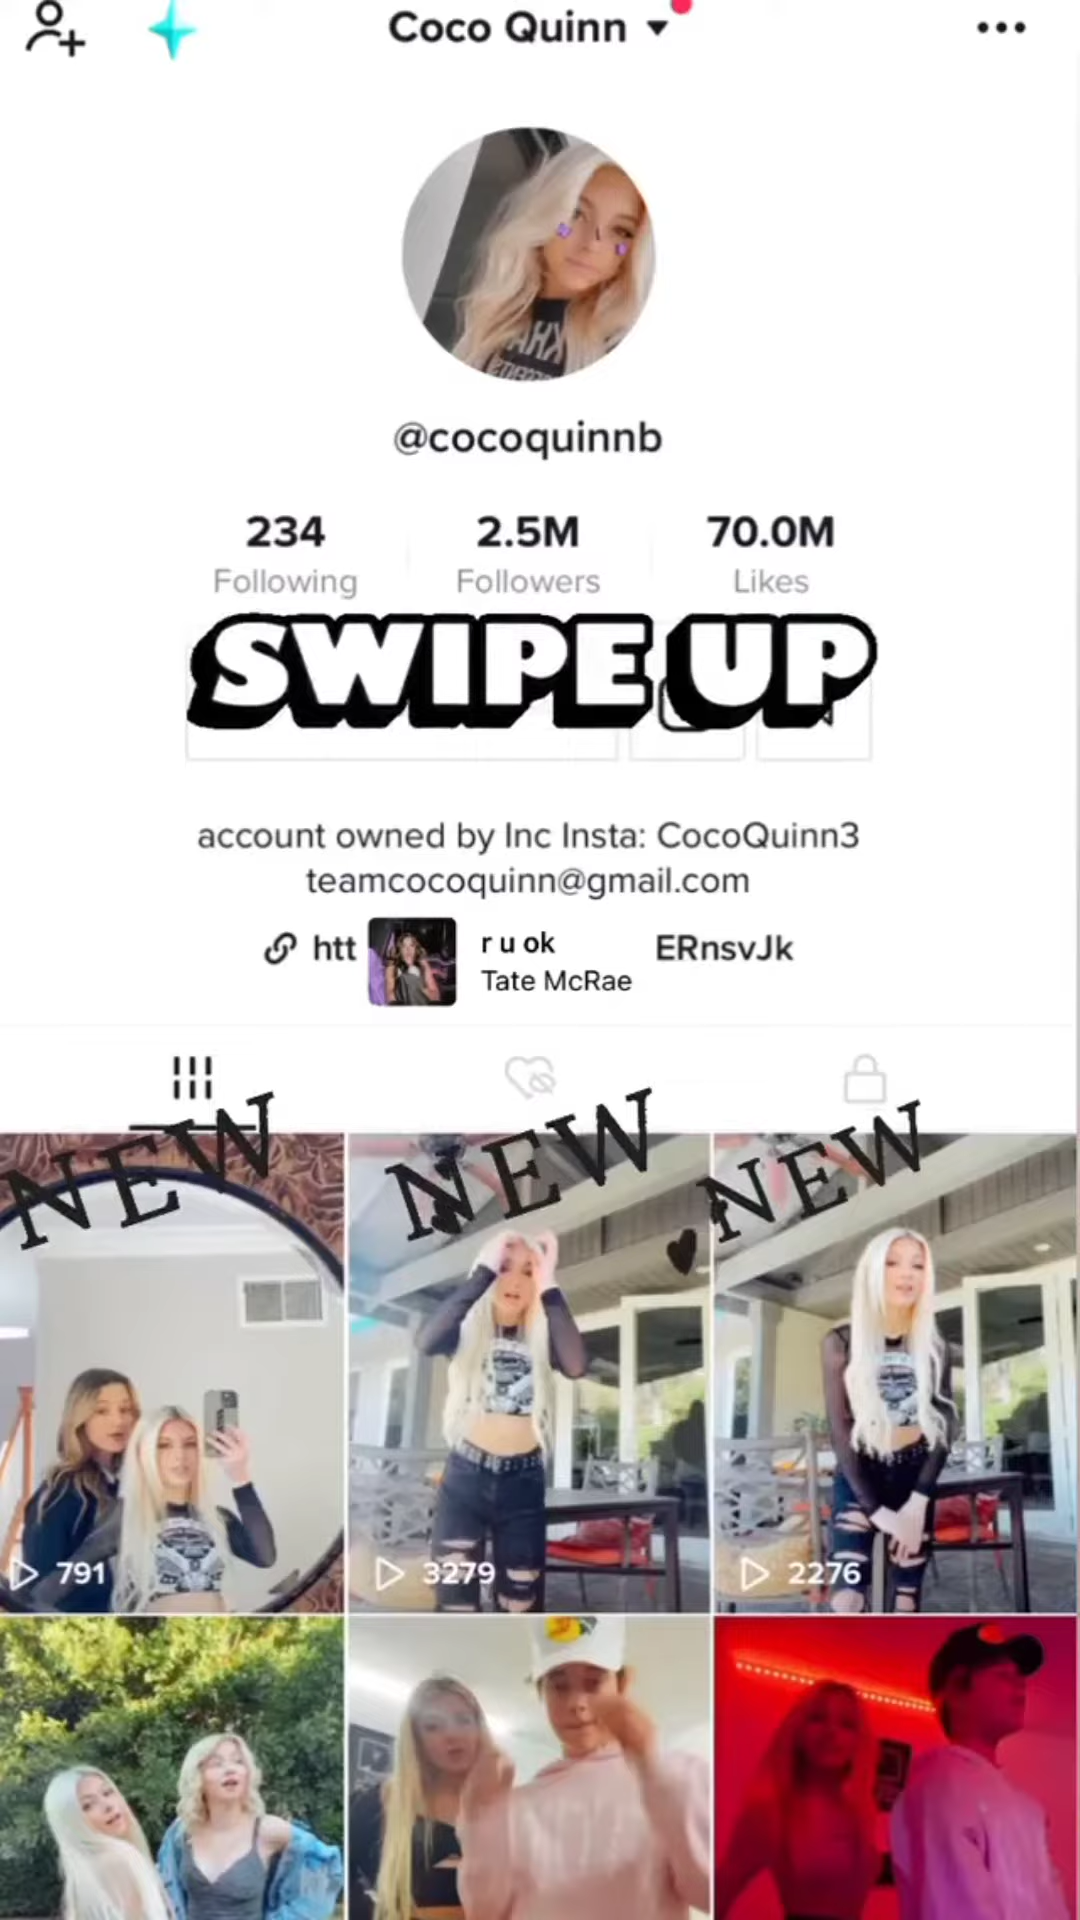 Coco Quinn
@cocoquinnb
234 2.5M 70.0M
Following Followers Likes
SWIPE UP
account owned by Inc Insta: CocoQuinn3
teamcocoquinn@gmail.com
htt r u ok ERnsvJk
Tate McRae
NEW NEW NEW
791 3279 2276